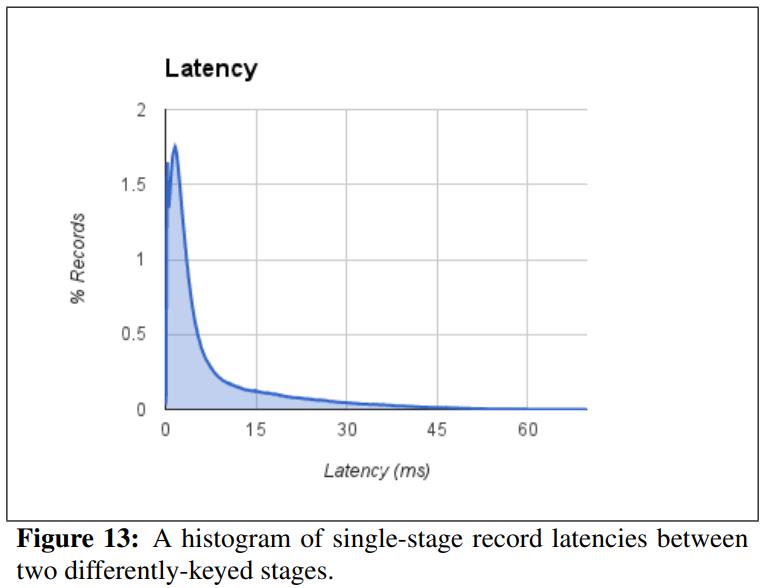 Latency
2
1.5
1
0.5
0
% Records
0 15 30 45 60
Latency (ms)
Figure 13: A histogram of single-stage record latencies between
two differently-keyed stages.